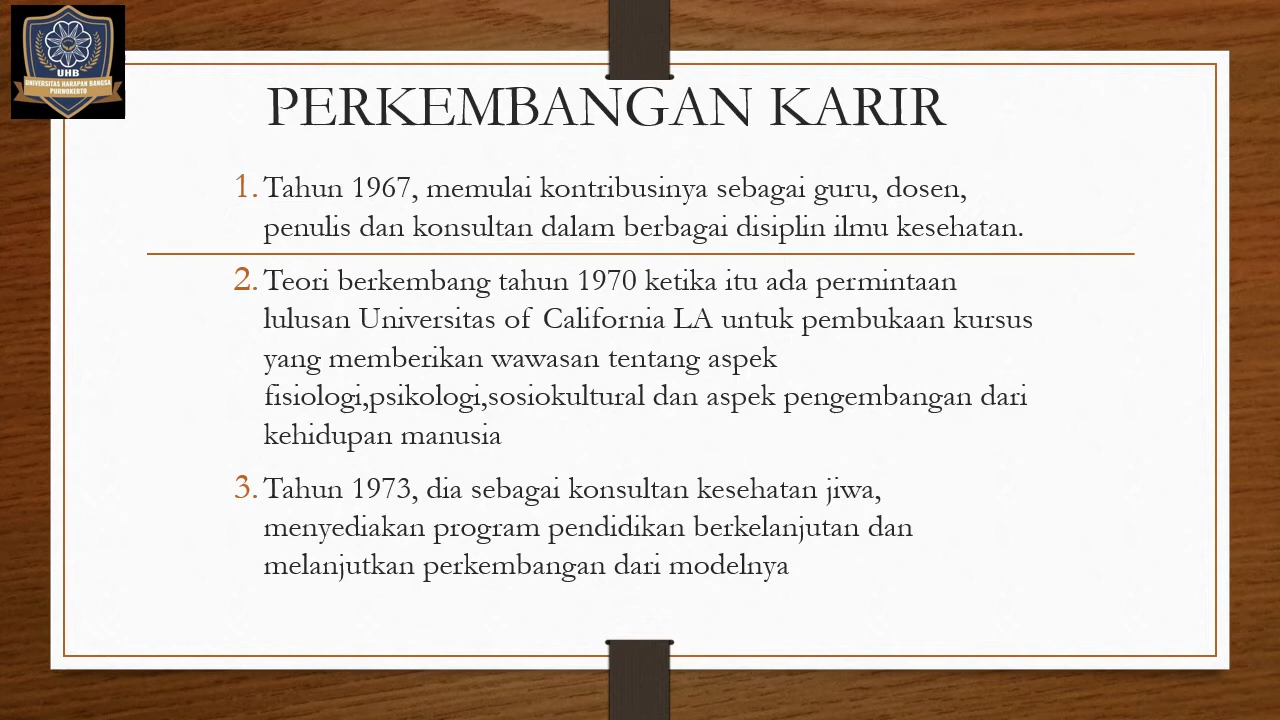 UHB
UNIVERSITAS HARAPAN BANGSA
PURWOKERTO
PERKEMBANGAN KARIR
1. Tahun 1967, memulai kontribusinya sebagai guru, dosen,
penulis dan konsultan dalam berbagai disiplin ilmu kesehatan.
2. Teori berkembang tahun 1970 ketika itu ada permintaan
lulusan Universitas of California LA untuk pembukaan kursus
yang memberikan wawasan tentang aspek
fisiologi,psikologi,sosiokultural dan aspek pengembangan dari
kehidupan manusia
3. Tahun 1973, dia sebagai konsultan kesehatan jiwa,
menyediakan program pendidikan berkelanjutan dan
melanjutkan perkembangan dari modelnya